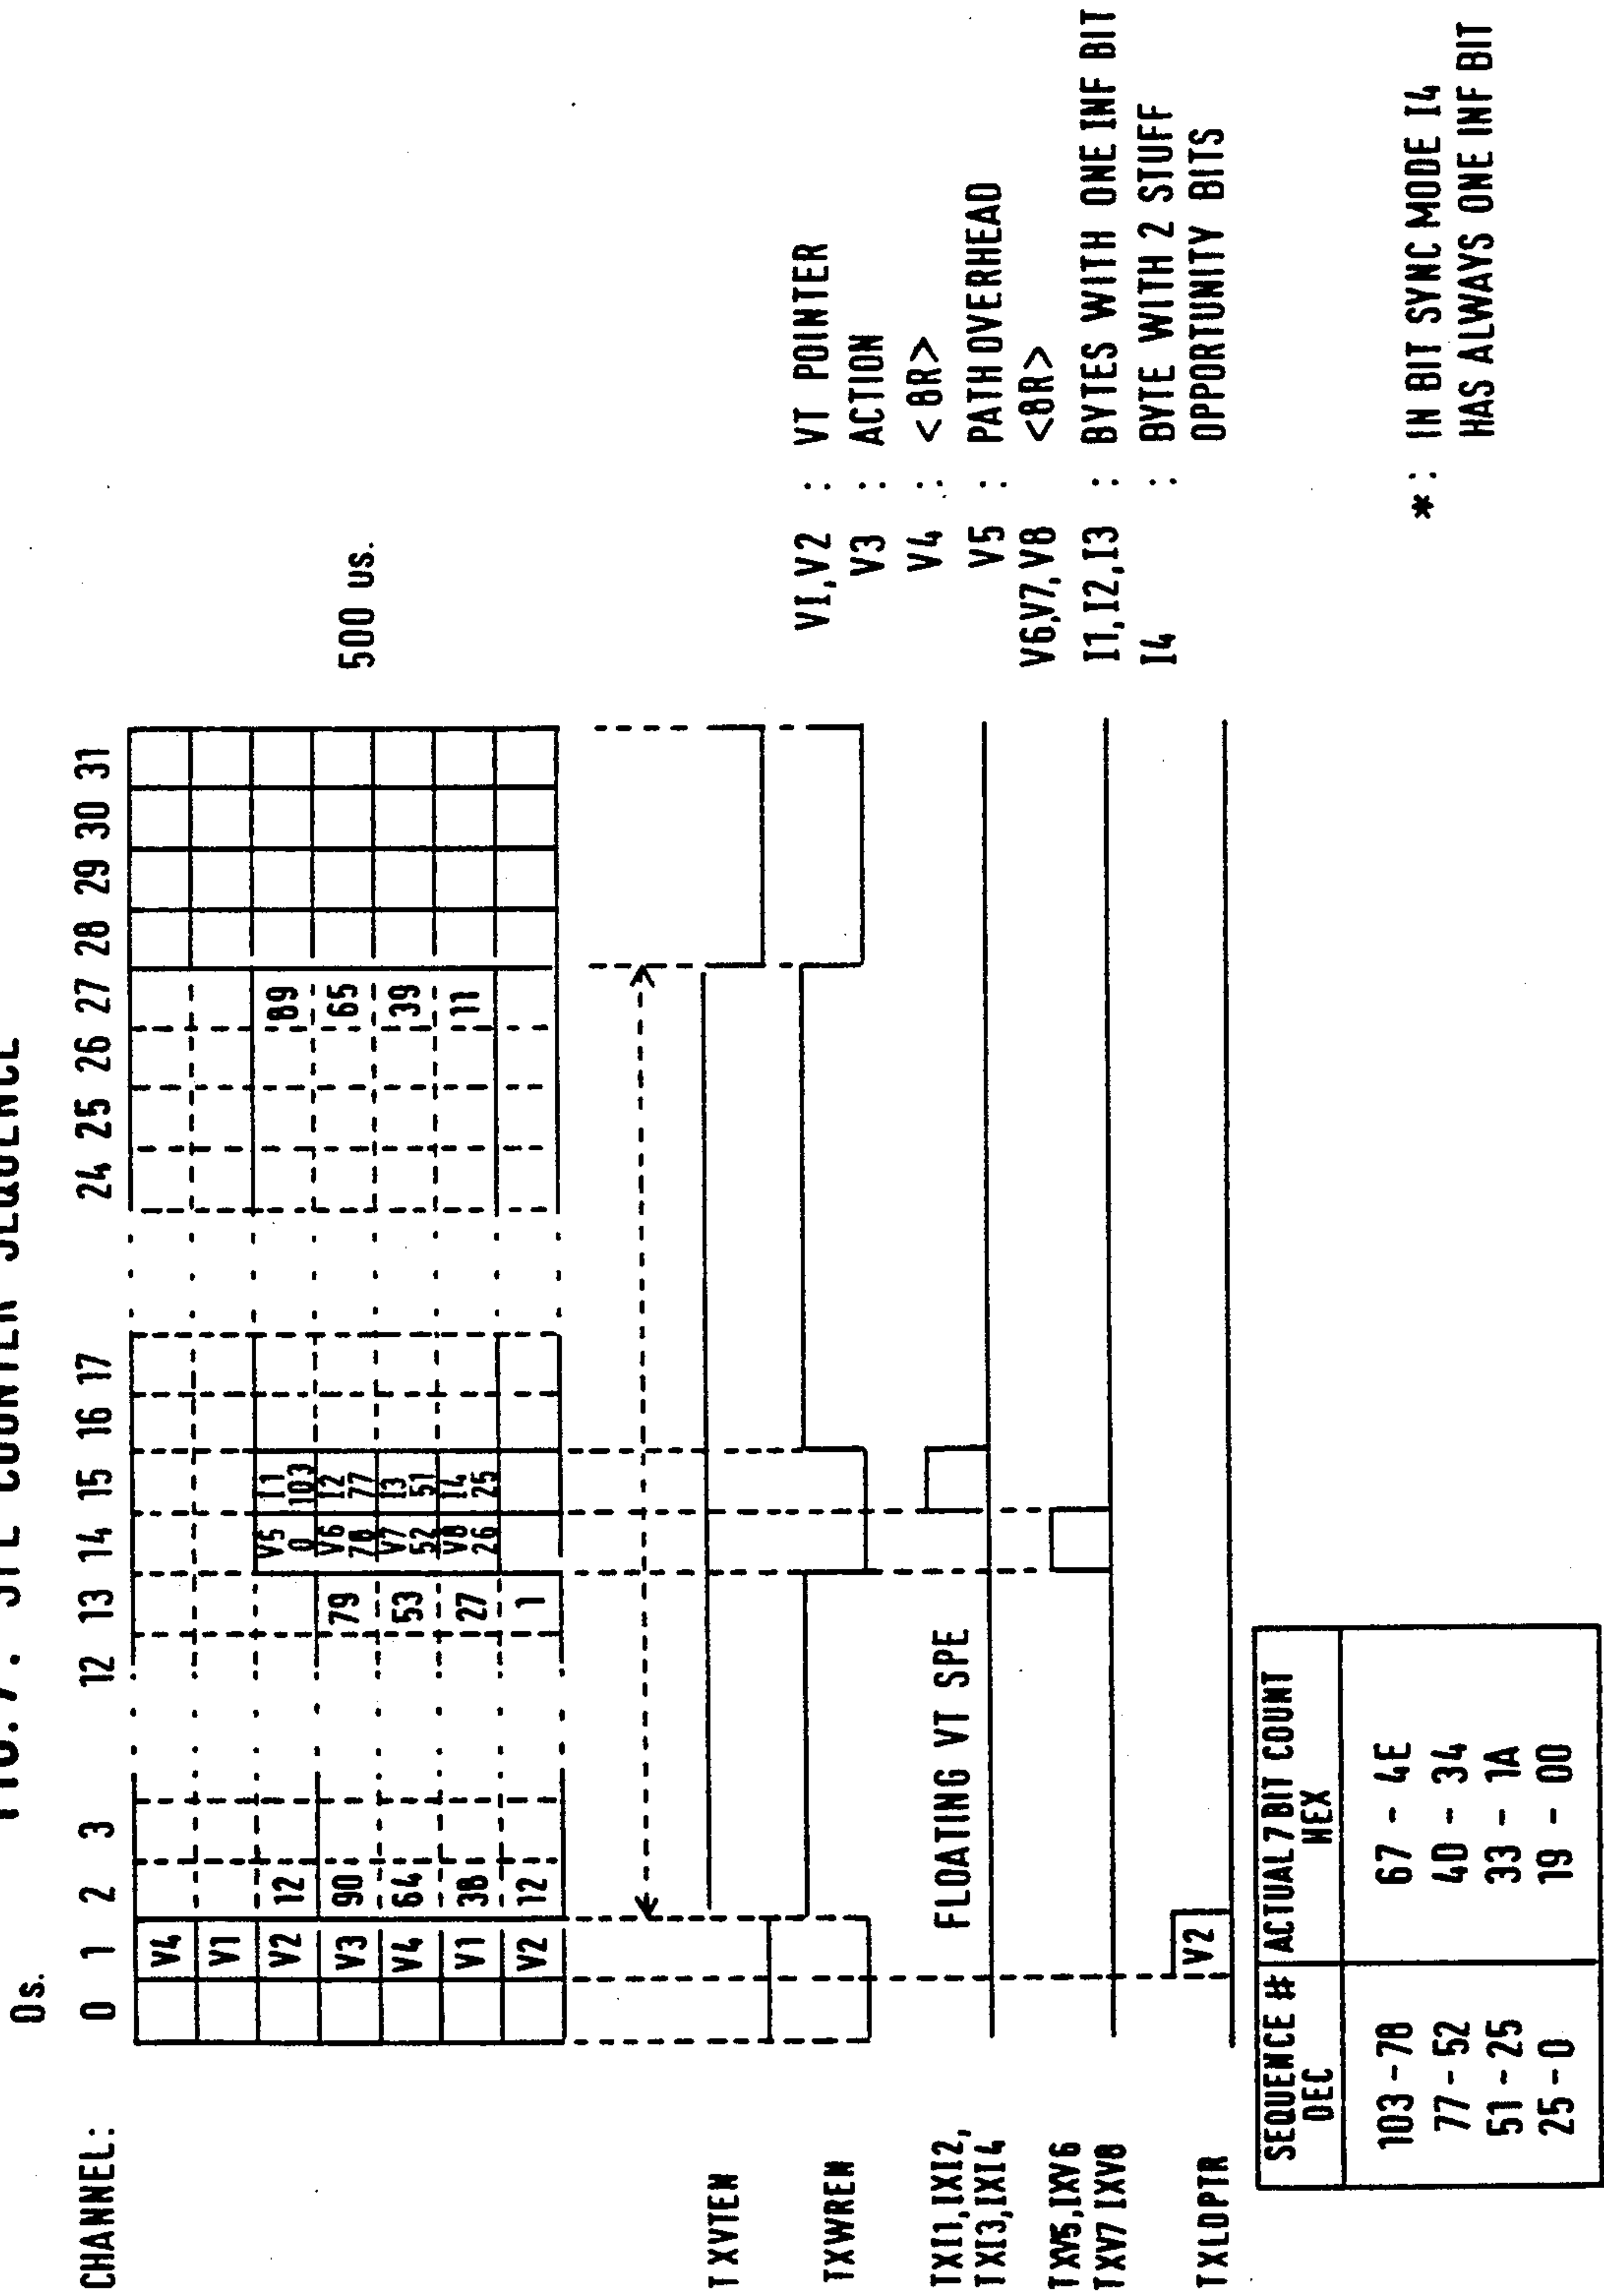 FIG. 7. SPE COUNTER SEQUENCE
0s.
CHANNEL: 0 1 2 3 12 13 14 15 16 17 24 25 26 27 28 29 30 31
V4
V1
V2 12 V5 0 I1 103 89
V3 90 79 V6 78 I2 77 65
V4 64 53 V7 52 I3 51 39
V1 38 27 V8 26 I4 25 11
V2 12 1
500 us.
TXVTEN
TXWREN
TXI1,IXI2,
TXI3,IXI4
FLOATING VT SPE
TXV5,IXV6
TXV7 IXV8
TXLDPTR
V2
V1,V2 : VT POINTER
V3 : ACTION
V4 : <8R>
V5 : PATH OVERHEAD
V6,V7,V8 <8R>
I1,I2,I3 : BYTES WITH ONE INF BIT
I4 : BYTE WITH 2 STUFF
OPPORTUNITY BITS
SEQUENCE # DEC
ACTUAL 7 BIT COUNT HEX
103 - 78 67 - 4E
77 - 52 4D - 34
51 - 25 33 - 1A
25 - 0 19 - 00
* : IN BIT SYNC MODE I4
HAS ALWAYS ONE INF BIT